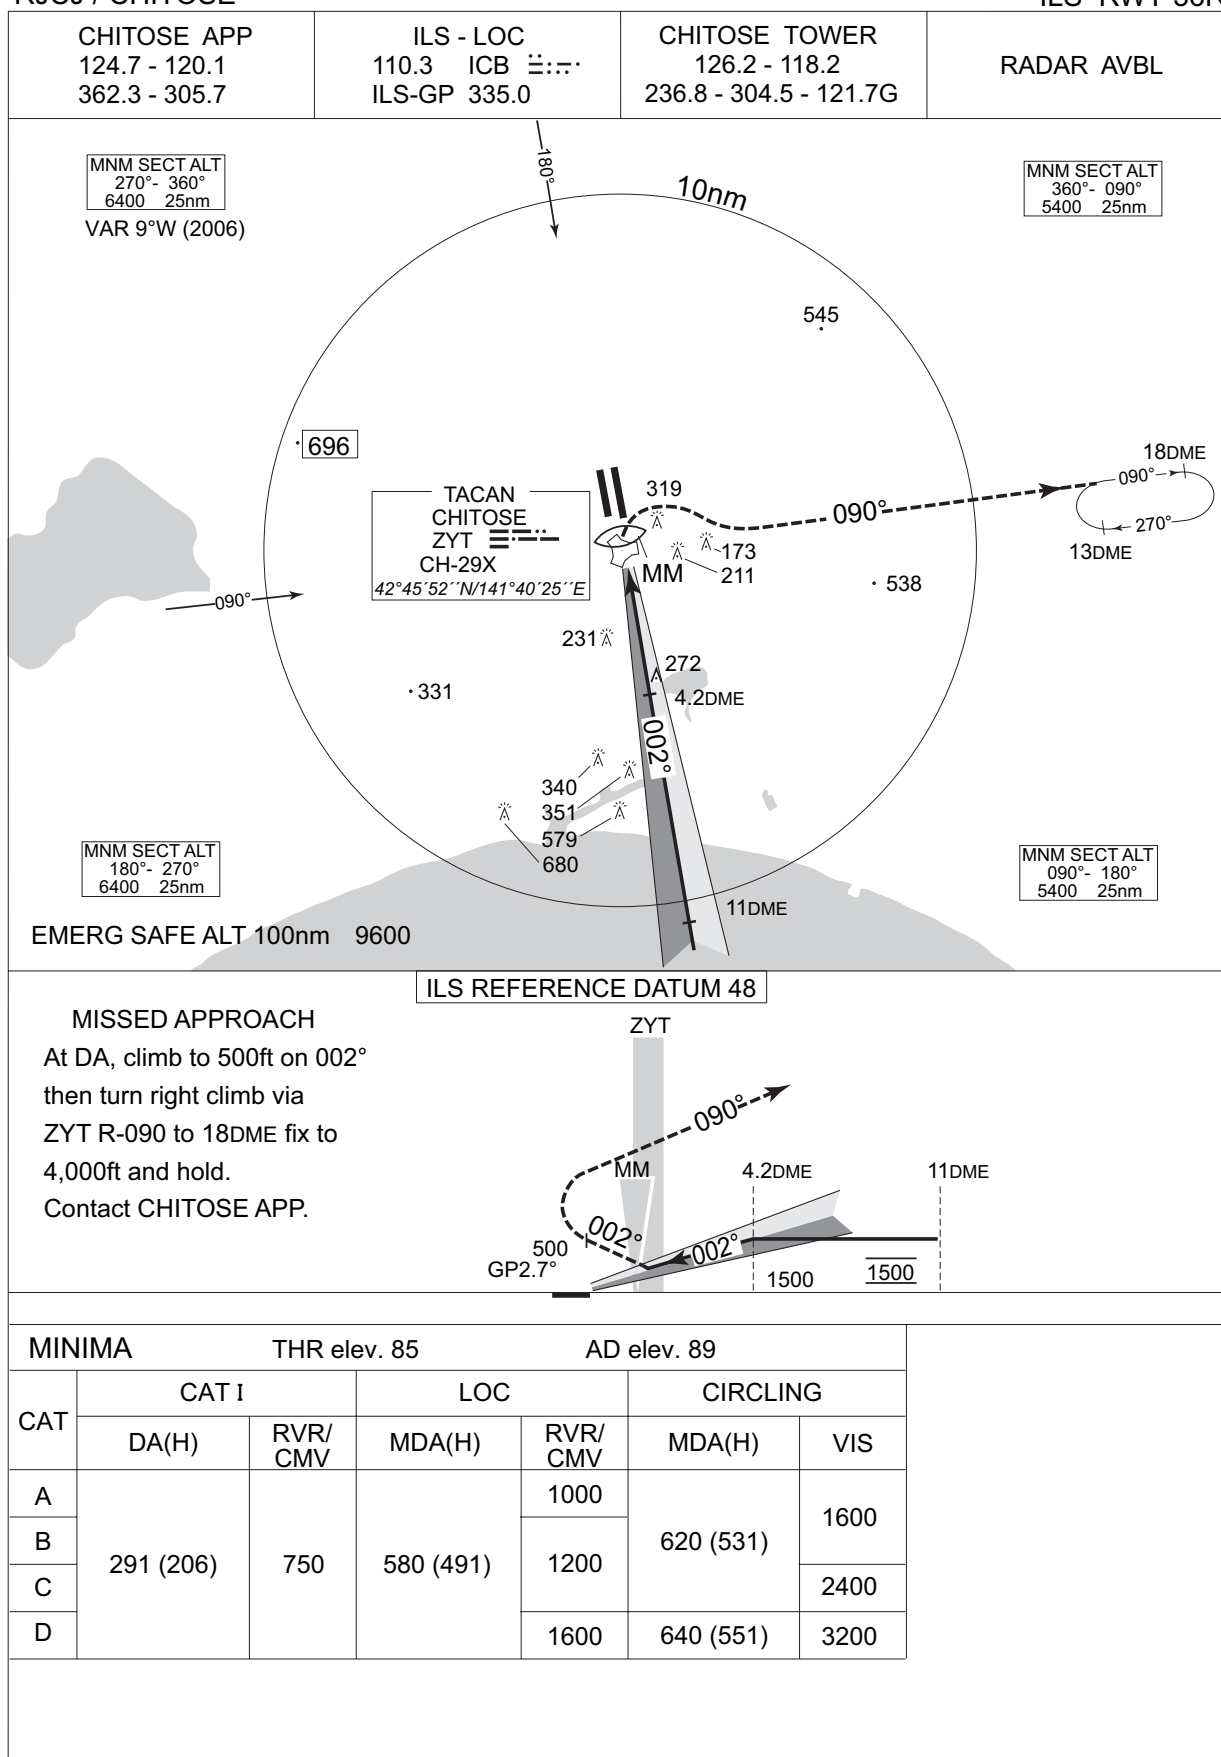 CHITOSE APP
124.7 - 120.1
362.3 - 305.7
ILS - LOC
110.3 ICB
ILS-GP 335.0
CHITOSE TOWER
126.2 - 118.2
236.8 - 304.5 - 121.7G
RADAR AVBL
MNM SECT ALT
270°- 360°
6400 25nm
VAR 9°W (2006)
180°
10nm
MNM SECT ALT
360°- 090°
5400 25nm
545
696
18DME
090°
270°
13DME
TACAN
CHITOSE
ZYT
CH-29X
42°45´52´´N/141°40´25´´E
319
090°
173
211
MM
538
090°
231
272
331
4.2DME
002°
340
351
579
680
MNM SECT ALT
180°- 270°
6400 25nm
MNM SECT ALT
090°- 180°
5400 25nm
11DME
EMERG SAFE ALT 100nm 9600
ILS REFERENCE DATUM 48
MISSED APPROACH
At DA, climb to 500ft on 002°
then turn right climb via
ZYT R-090 to 18DME fix to
4,000ft and hold.
Contact CHITOSE APP.
ZYT
090°
MM
4.2DME
11DME
002°
002°
500
GP2.7°
1500
1500
MINIMA THR elev. 85 AD elev. 89
CAT CAT I LOC CIRCLING
DA(H) RVR/CMV MDA(H) RVR/CMV MDA(H) VIS
A 291 (206) 750 580 (491) 1000 620 (531) 1600
B 1200
C 2400
D 1600 640 (551) 3200